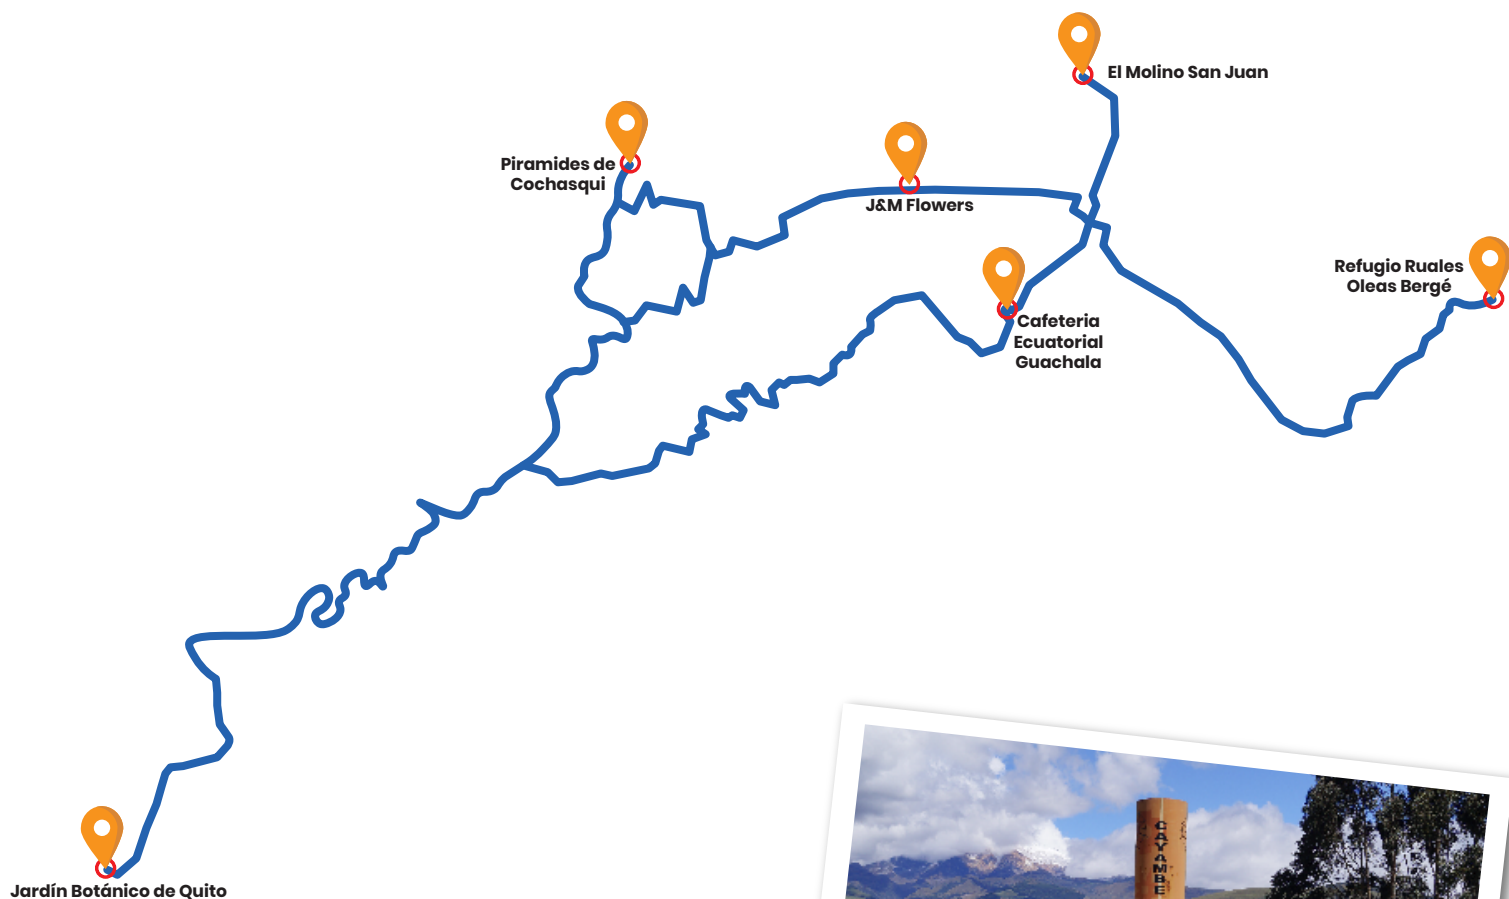 El Molino San Juan
Piramides de
Cochasqui
J&M Flowers
Refugio Ruales
Oleas Bergé
Cafeteria
Ecuatorial
Guachala
CAYAMBE
Jardín Botánico de Quito